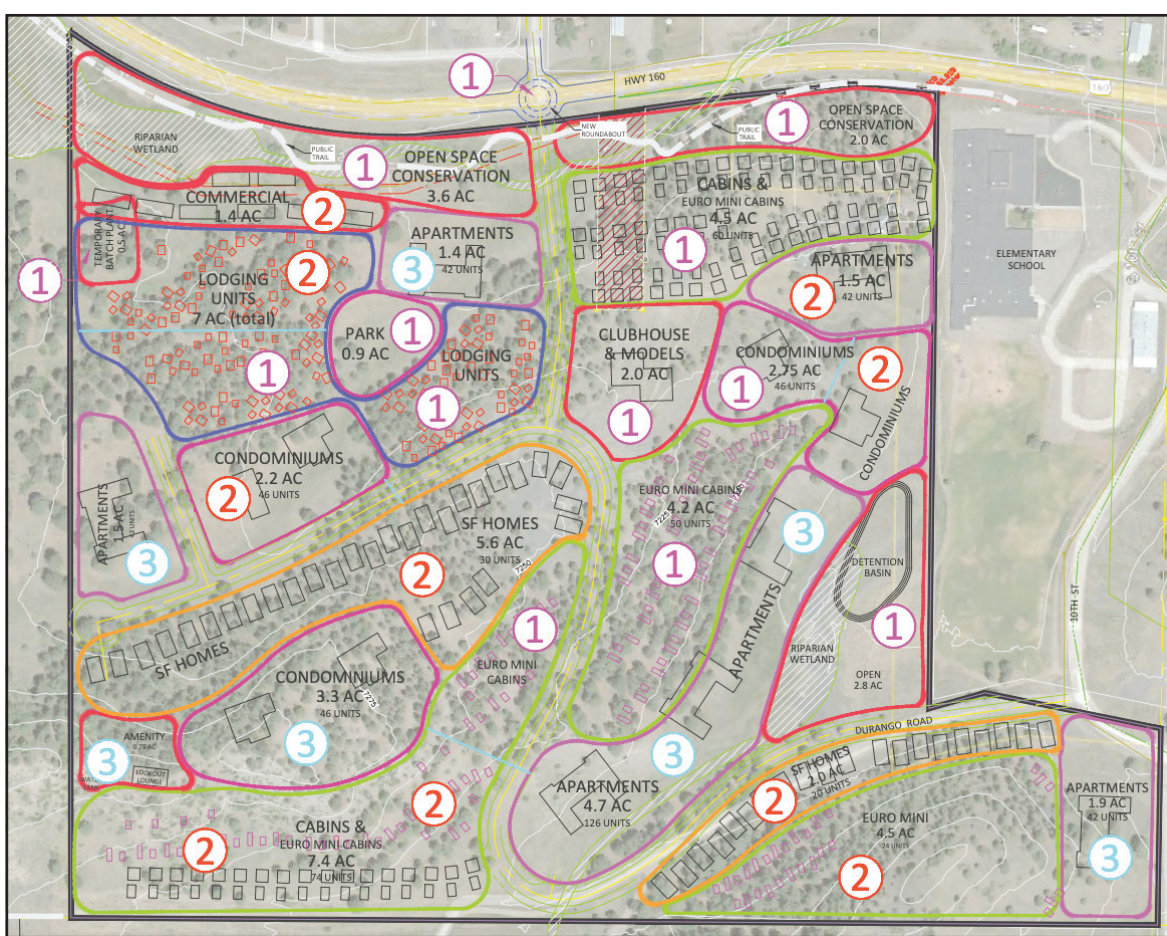 1
HWY 160
160
NEW
ROUNDABOUT
RIPARIAN
WETLAND
PUBLIC
TRAIL
1
OPEN SPACE
CONSERVATION
3.6 AC
PUBLIC
TRAIL
1
OPEN SPACE
CONSERVATION
2.0 AC
COMMERCIAL
1.4 AC
2
TEMPORARY
BATCH PLANT
0.5 AC
1
APARTMENTS
1.4 AC
42 UNITS
3
CABINS &
EURO MINI CABINS
4.5 AC
60 UNITS
1
ELEMENTARY
SCHOOL
LODGING
UNITS
7 AC (total)
2
1
PARK
0.9 AC
1
LODGING
UNITS
1
CLUBHOUSE
& MODELS
2.0 AC
1
APARTMENTS
1.5 AC
42 UNITS
2
CONDOMINIUMS
2.75 AC
46 UNITS
1
2
CONDOMINIUMS
APARTMENTS
1.5 AC
3
CONDOMINIUMS
2.2 AC
46 UNITS
2
SF HOMES
5.6 AC
30 UNITS
2
7250
SF HOMES
EURO MINI CABINS
4.2 AC
50 UNITS
7225
1
3
APARTMENTS
DETENTION
BASIN
1
RIPARIAN
WETLAND
OPEN
2.8 AC
10TH ST
1
EURO MINI
CABINS
CONDOMINIUMS
3.3 AC
46 UNITS
7275
3
AMENITY
0.75 AC
3
LOOKOUT
LOUNGE
CABINS &
EURO MINI CABINS
7.4 AC
74 UNITS
2
2
3
APARTMENTS
4.7 AC
126 UNITS
DURANGO ROAD
SF HOMES
2.0 AC
20 UNITS
2
EURO MINI
4.5 AC
24 UNITS
2
APARTMENTS
1.9 AC
42 UNITS
3